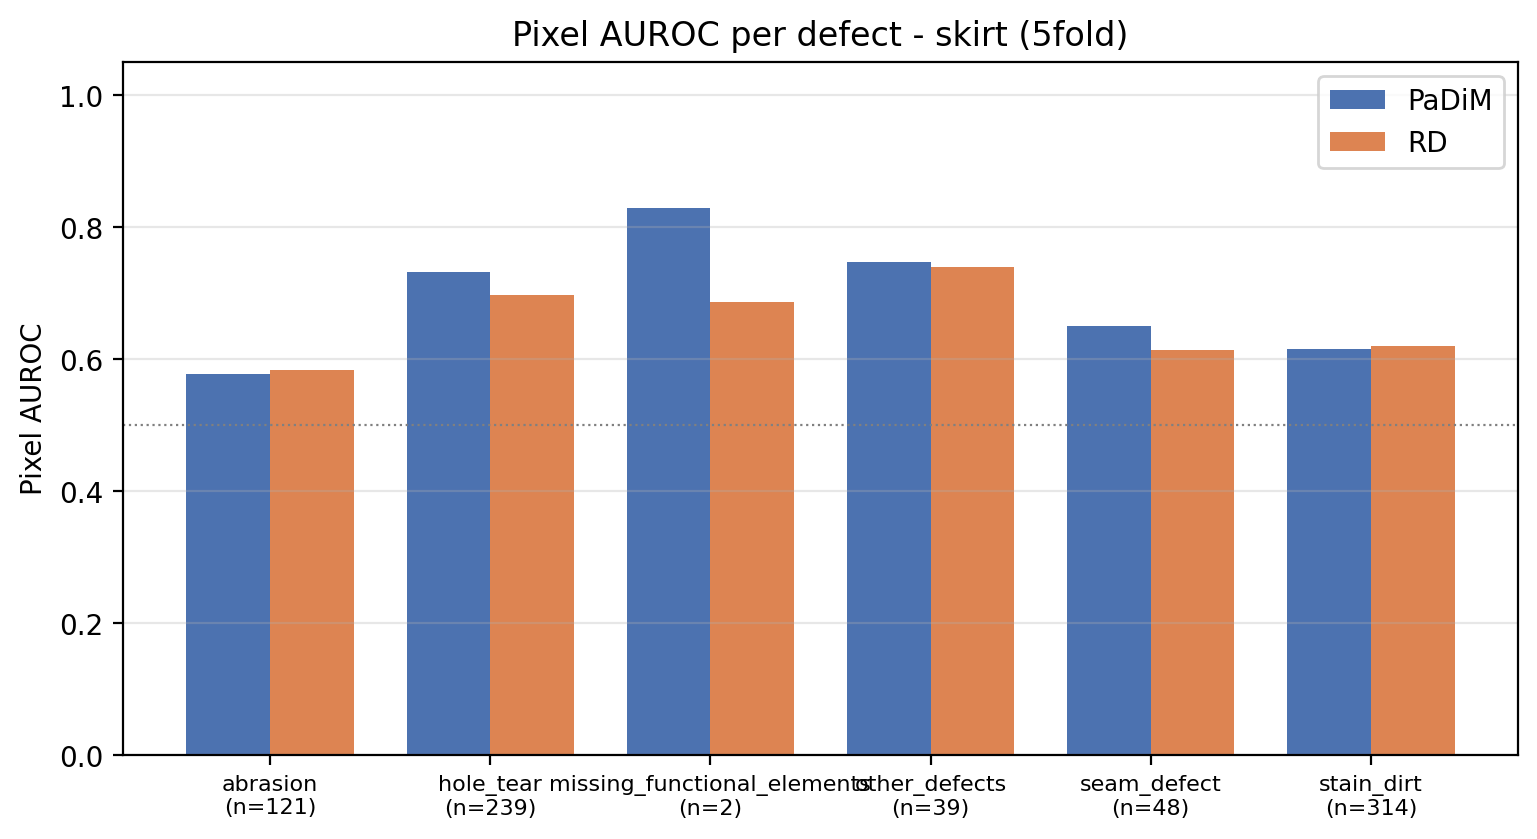 Pixel AUROC per defect - skirt (5fold)
PaDiM
RD
Pixel AUROC
1.0
0.8
0.6
0.4
0.2
0.0
abrasion
(n=121)
hole_tear
(n=239)
missing_functional_elements
(n=2)
other_defects
(n=39)
seam_defect
(n=48)
stain_dirt
(n=314)